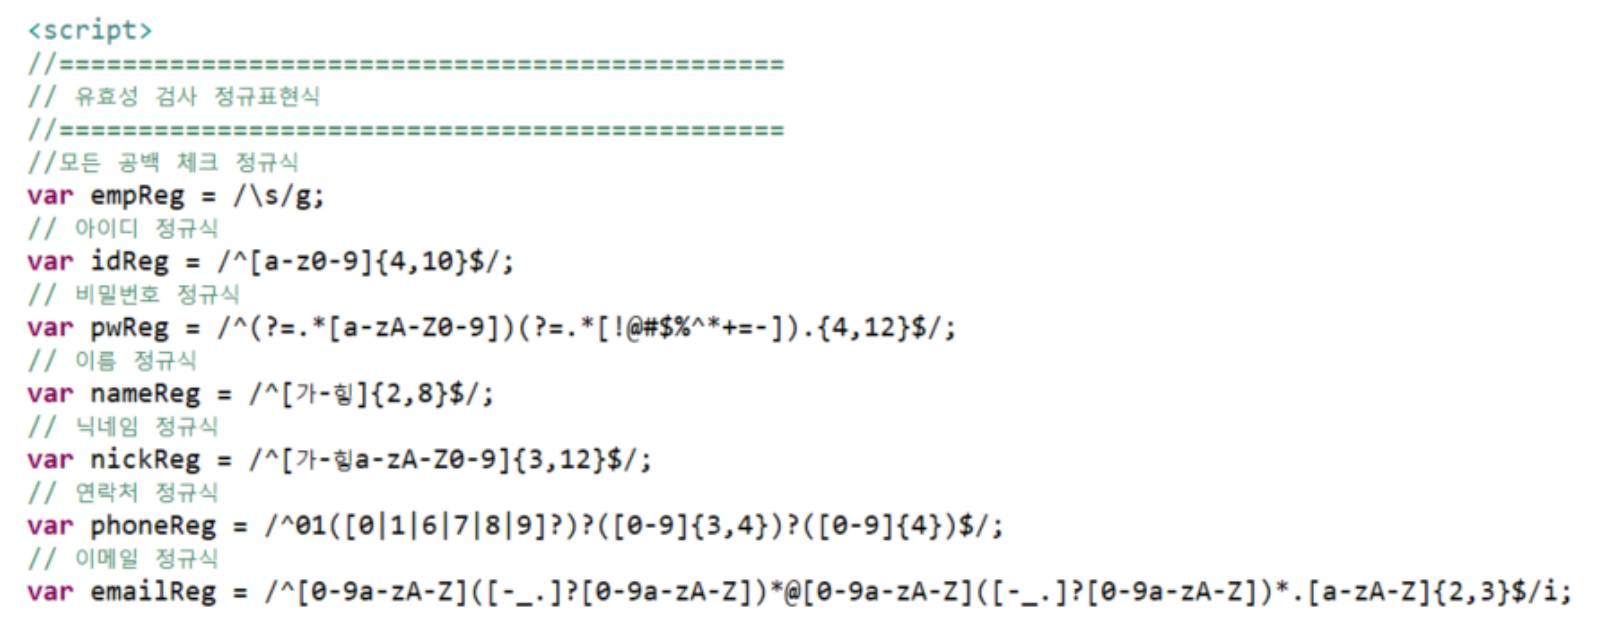 <script>
//==============================================
// 유효성 검사 정규표현식
//==============================================
//모든 공백 체크 정규식
var empReg = /\s/g;
// 아이디 정규식
var idReg = /^[a-z0-9]{4,10}$/;
// 비밀번호 정규식
var pwReg = /^(?=.*[a-zA-Z0-9])(?=.*[!@#$%^*+=-]).{4,12}$/;
// 이름 정규식
var nameReg = /^[가-힣]{2,8}$/;
// 닉네임 정규식
var nickReg = /^[가-힣a-zA-Z0-9]{3,12}$/;
// 연락처 정규식
var phoneReg = /^01([0|1|6|7|8|9]?)?([0-9]{3,4})?([0-9]{4})$/;
// 이메일 정규식
var emailReg = /^[0-9a-zA-Z]([-_.]?[0-9a-zA-Z])*@[0-9a-zA-Z]([-_.]?[0-9a-zA-Z])*.[a-zA-Z]{2,3}$/i;